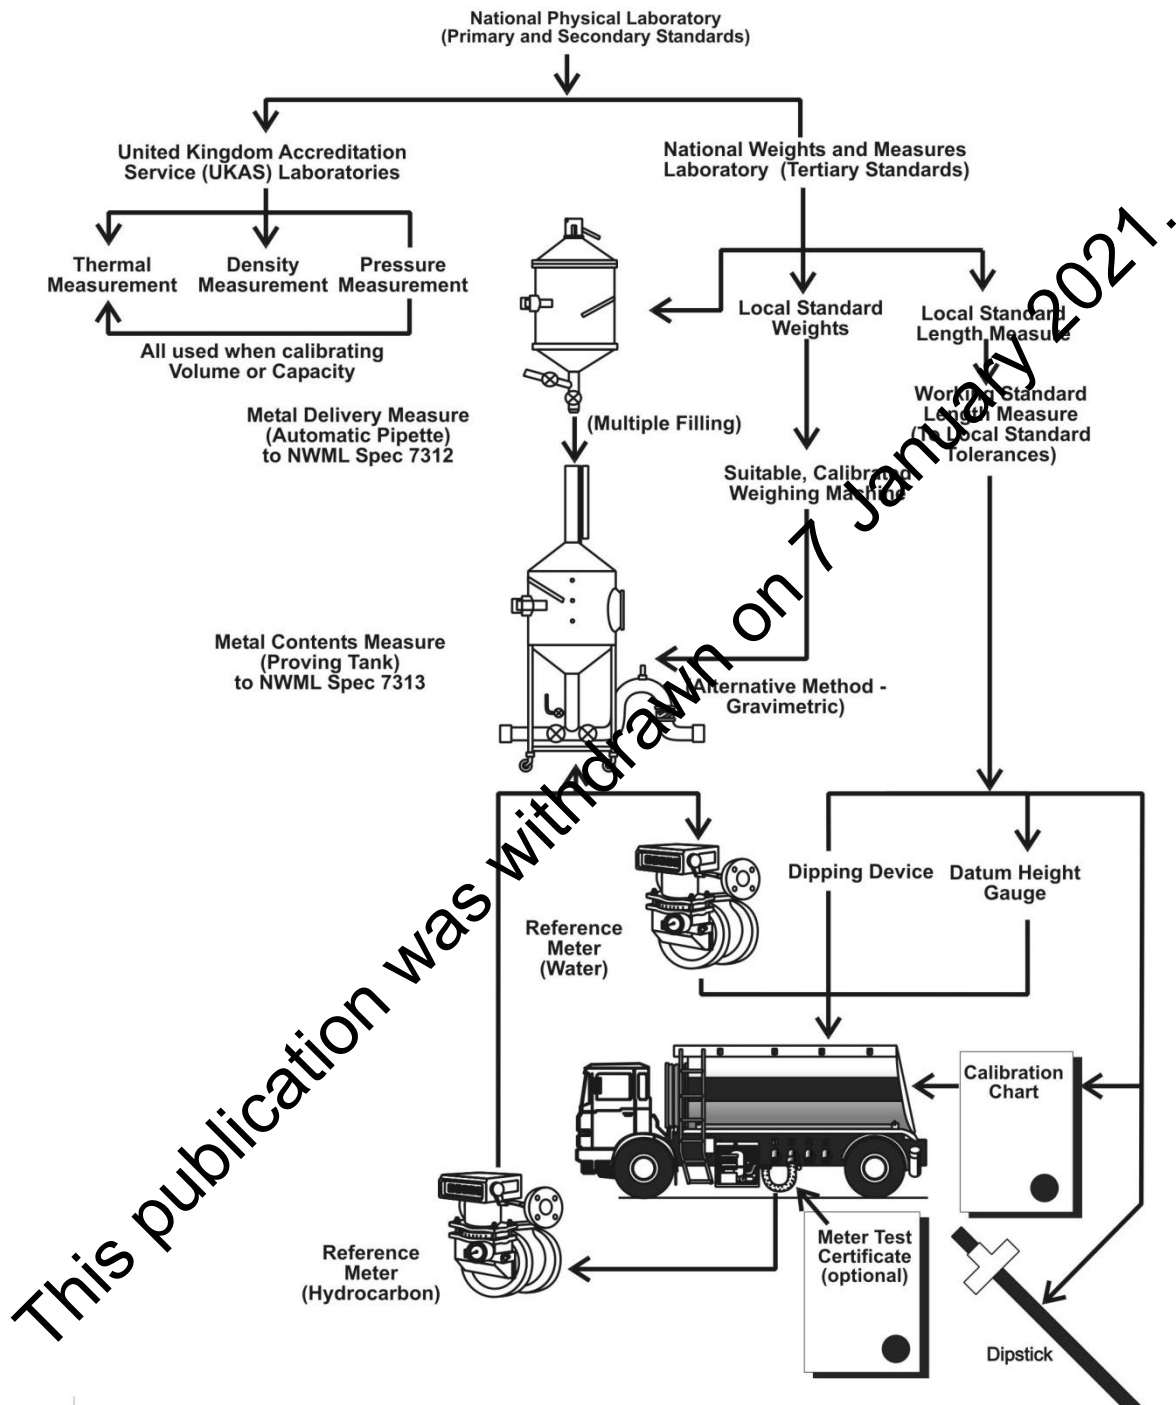 National Physical Laboratory
(Primary and Secondary Standards)
United Kingdom Accreditation
Service (UKAS) Laboratories
National Weights and Measures
Laboratory (Tertiary Standards)
Thermal
Measurement
Density
Measurement
Pressure
Measurement
All used when calibrating
Volume or Capacity
Local Standard
Weights
Local Standard
Length Measure
Metal Delivery Measure
(Automatic Pipette)
to NWML Spec 7312
(Multiple Filling)
Working Standard
Length Measure
(To Local Standard
Tolerances)
Suitable, Calibrated
Weighing Machine
Metal Contents Measure
(Proving Tank)
to NWML Spec 7313
(Alternative Method -
Gravimetric)
Dipping Device
Datum Height
Gauge
Reference
Meter
(Water)
Calibration
Chart
Reference
Meter
(Hydrocarbon)
Meter Test
Certificate
(optional)
Dipstick
This publication was withdrawn on 7 January 2021.